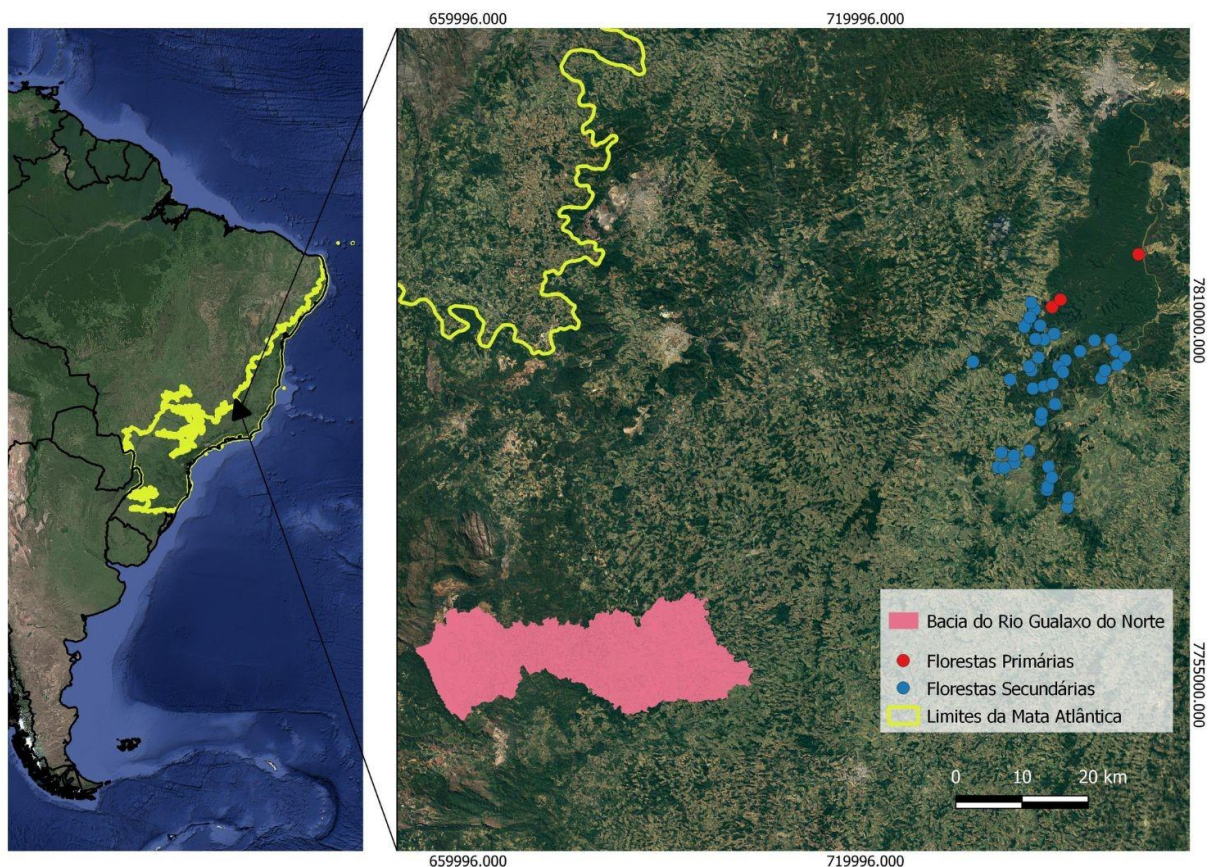 659996.000
719996.000
7810000.000
7755000.000
Bacia do Rio Gualaxo do Norte
Florestas Primárias
Florestas Secundárias
Limites da Mata Atlântica
0 10 20 km
659996.000
719996.000